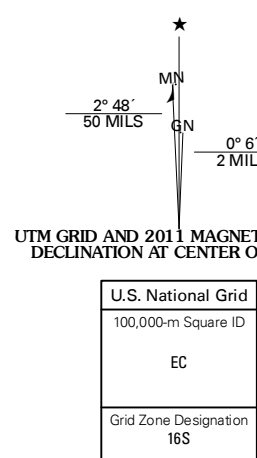 ★
MN
2° 48´
50 MILS
GN
0° 6´
2 MIL
UTM GRID AND 2011 MAGNET
DECLINATION AT CENTER O
U.S. National Grid
100,000-m Square ID
EC
Grid Zone Designation
16S